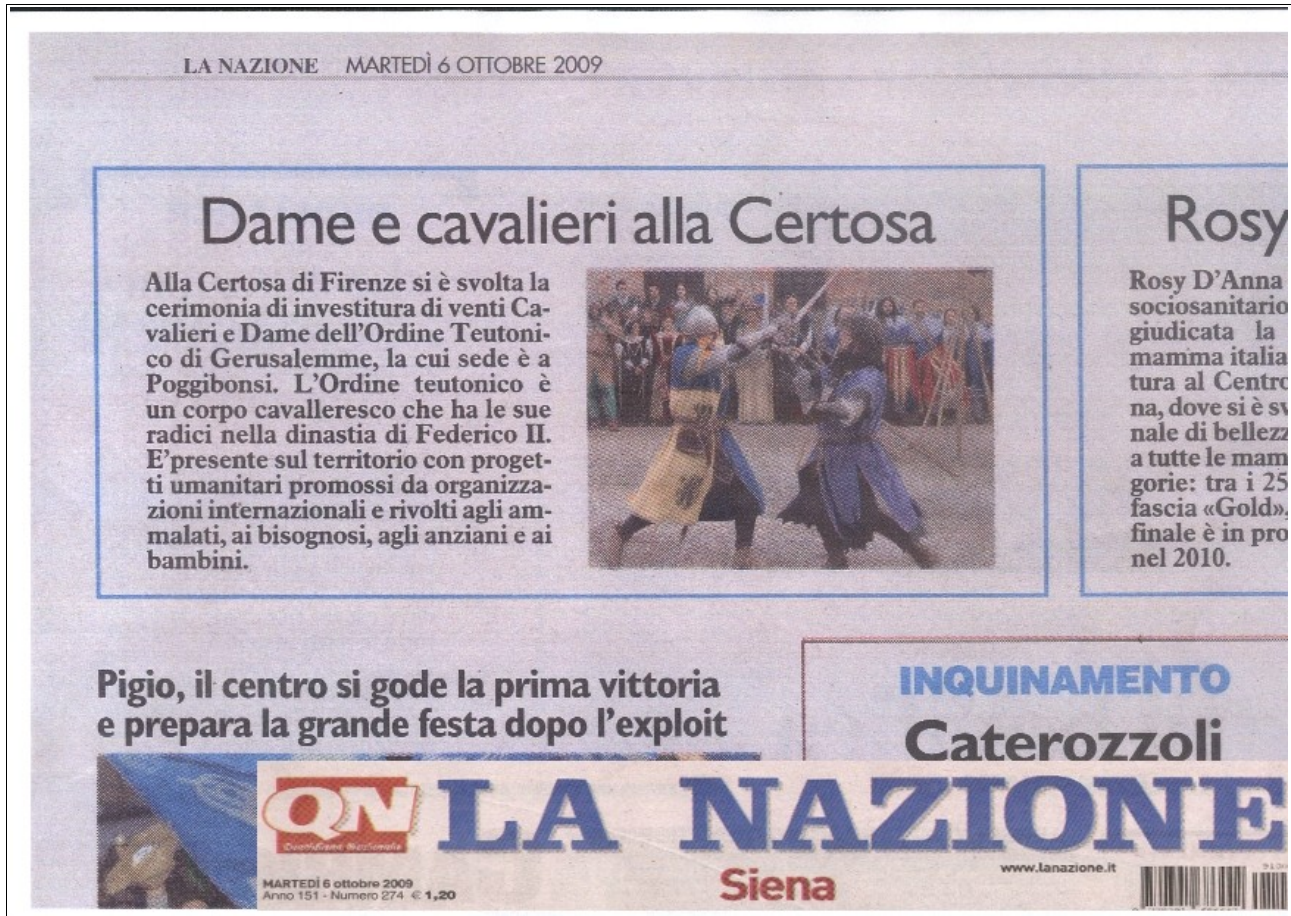 LA NAZIONE MARTEDÌ 6 OTTOBRE 2009
Dame e cavalieri alla Certosa
Alla Certosa di Firenze si è svolta la
cerimonia di investitura di venti Ca-
valieri e Dame dell'Ordine Teutoni-
co di Gerusalemme, la cui sede è a
Poggibonsi. L'Ordine teutonico è
un corpo cavalleresco che ha le sue
radici nella dinastia di Federico II.
E'presente sul territorio con proget-
ti umanitari promossi da organizza-
zioni internazionali e rivolti agli am-
malati, ai bisognosi, agli anziani e ai
bambini.
Rosy
Rosy D'Anna
sociosanitario
giudicata la
mamma italia
tura al Centro
na, dove si è sv
nale di bellezz
a tutte le mam
gorie: tra i 25
fascia «Gold»,
finale è in pro
nel 2010.
Pigio, il centro si gode la prima vittoria
e prepara la grande festa dopo l'exploit
INQUINAMENTO
Caterozzoli
QN LA NAZIONE
Quotidiano Nazionale
MARTEDÌ 6 ottobre 2009
Anno 151 - Numero 274 € 1,20
Siena
www.lanazione.it